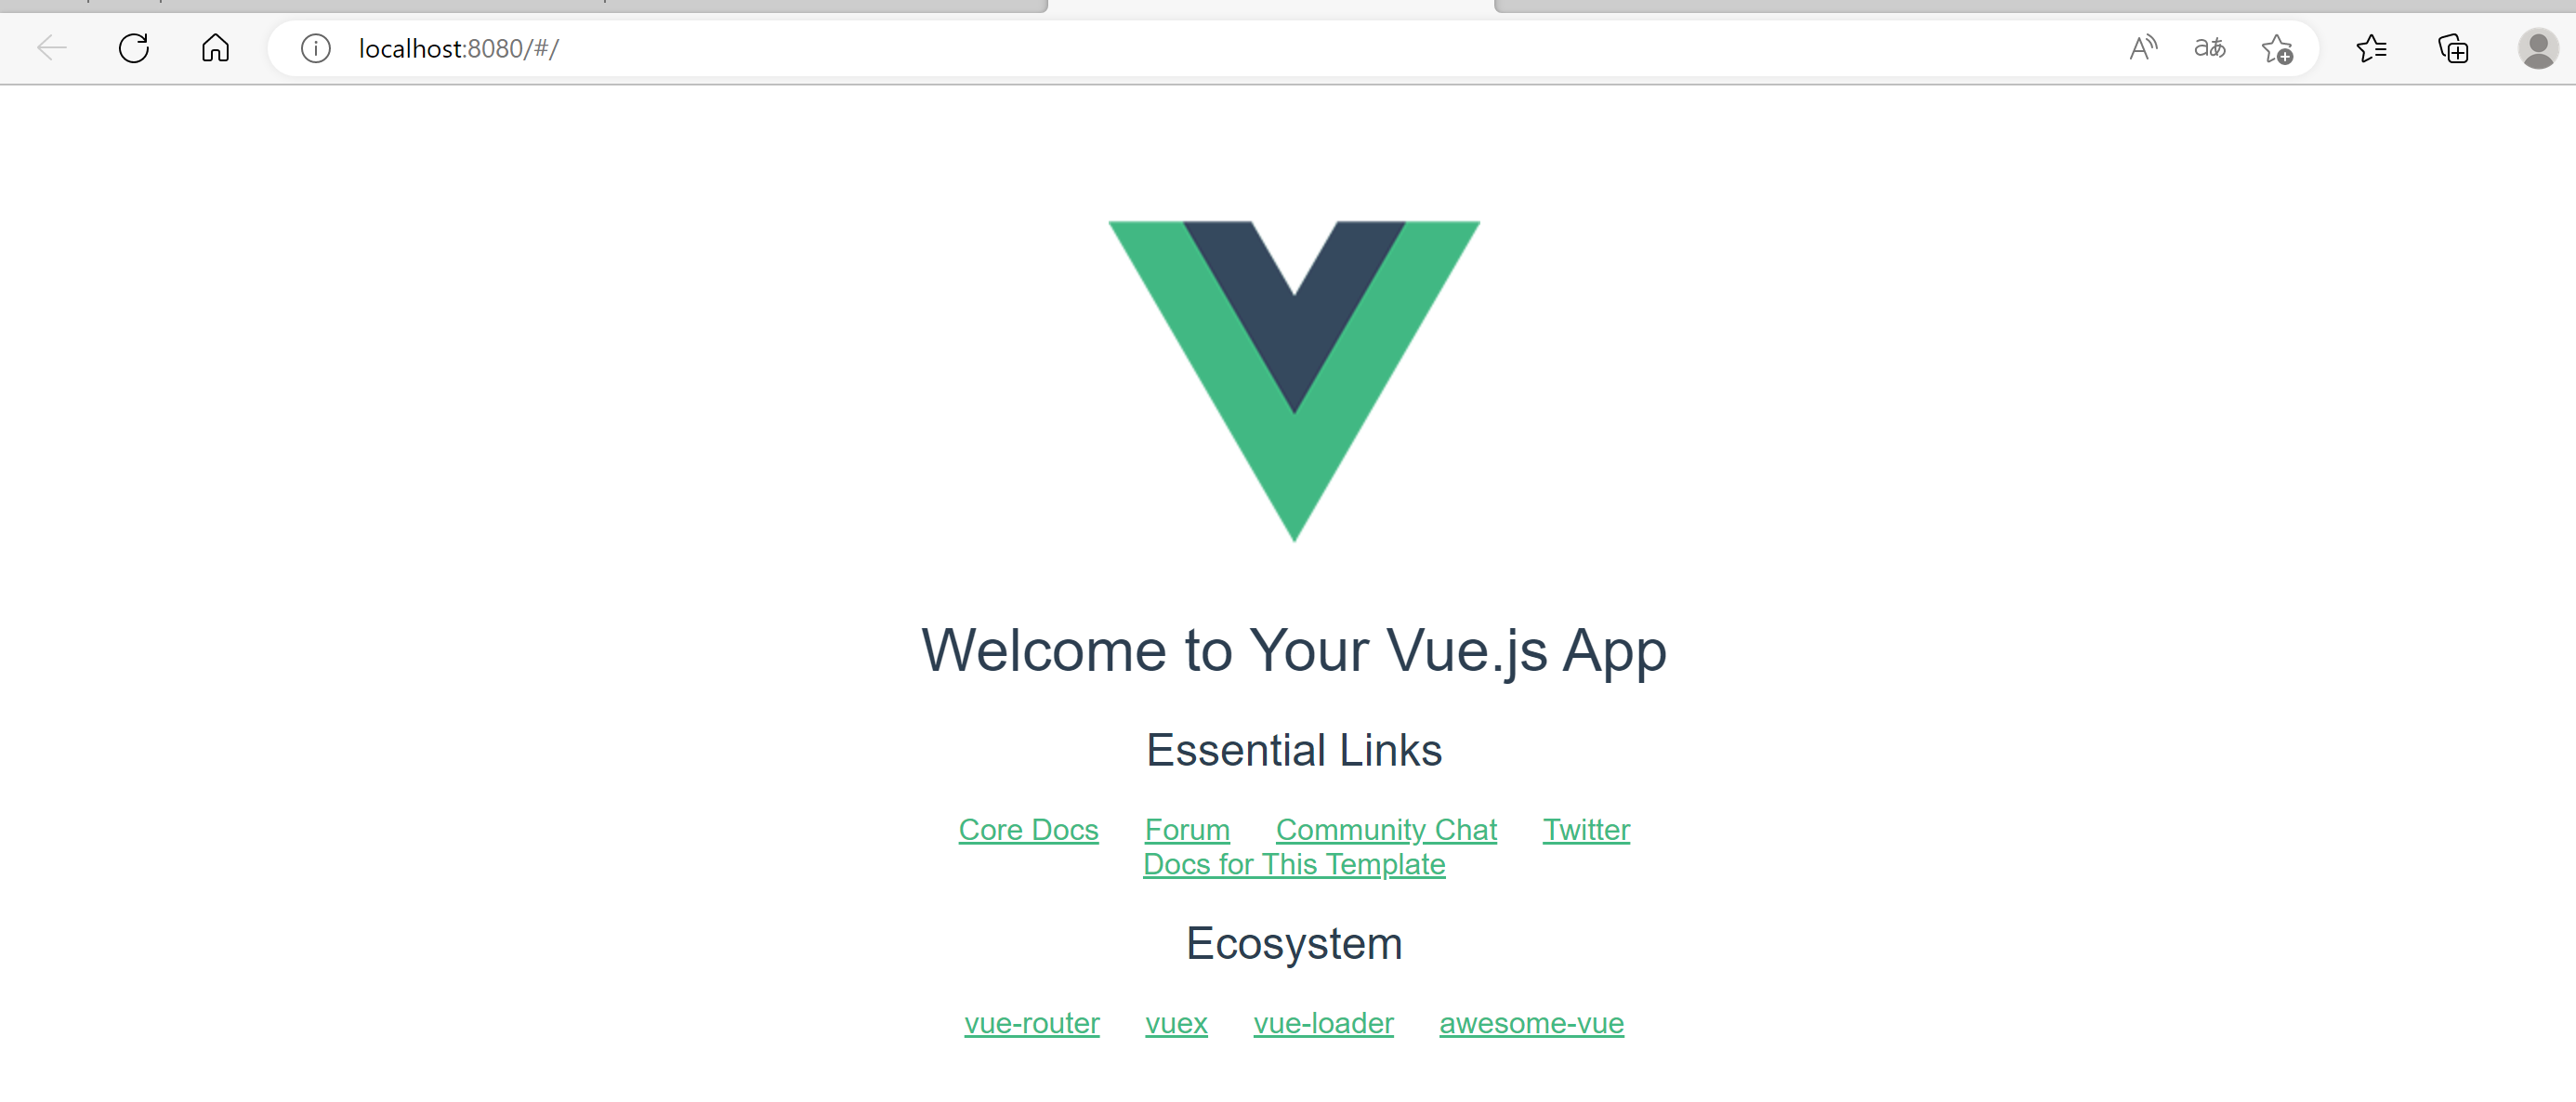 localhost:8080/#/
Welcome to Your Vue.js App
Essential Links
Core Docs Forum Community Chat Twitter
Docs for This Template
Ecosystem
vue-router vuex vue-loader awesome-vue